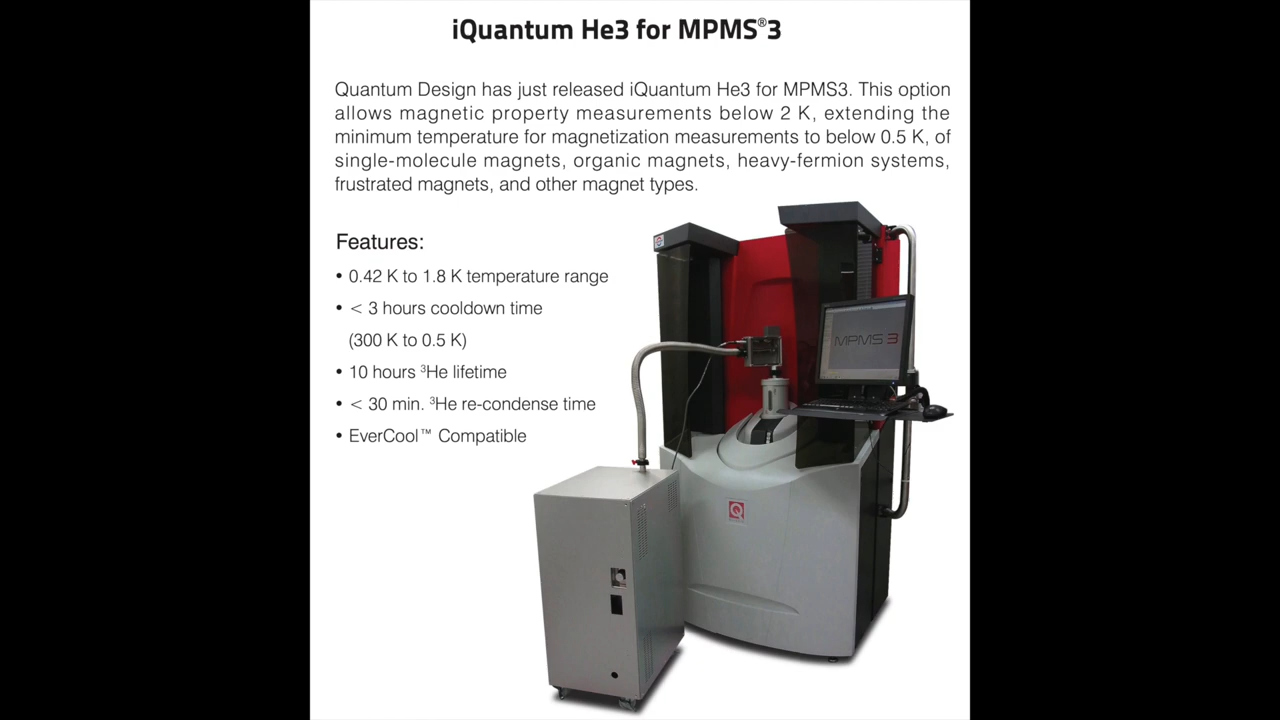 iQuantum He3 for MPMS®3
Quantum Design has just released iQuantum He3 for MPMS3. This option
allows magnetic property measurements below 2 K, extending the
minimum temperature for magnetization measurements to below 0.5 K, of
single-molecule magnets, organic magnets, heavy-fermion systems,
frustrated magnets, and other magnet types.
Features:
• 0.42 K to 1.8 K temperature range
• < 3 hours cooldown time
(300 K to 0.5 K)
• 10 hours ³He lifetime
• < 30 min. ³He re-condense time
• EverCool™ Compatible
MPMS 3
Q